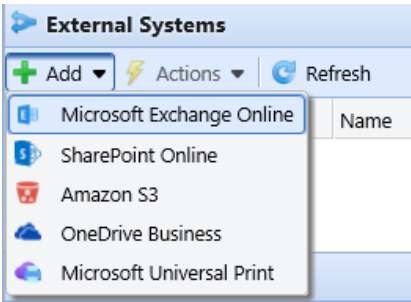 External Systems
Add Actions Refresh
Microsoft Exchange Online Name
SharePoint Online
Amazon S3
OneDrive Business
Microsoft Universal Print